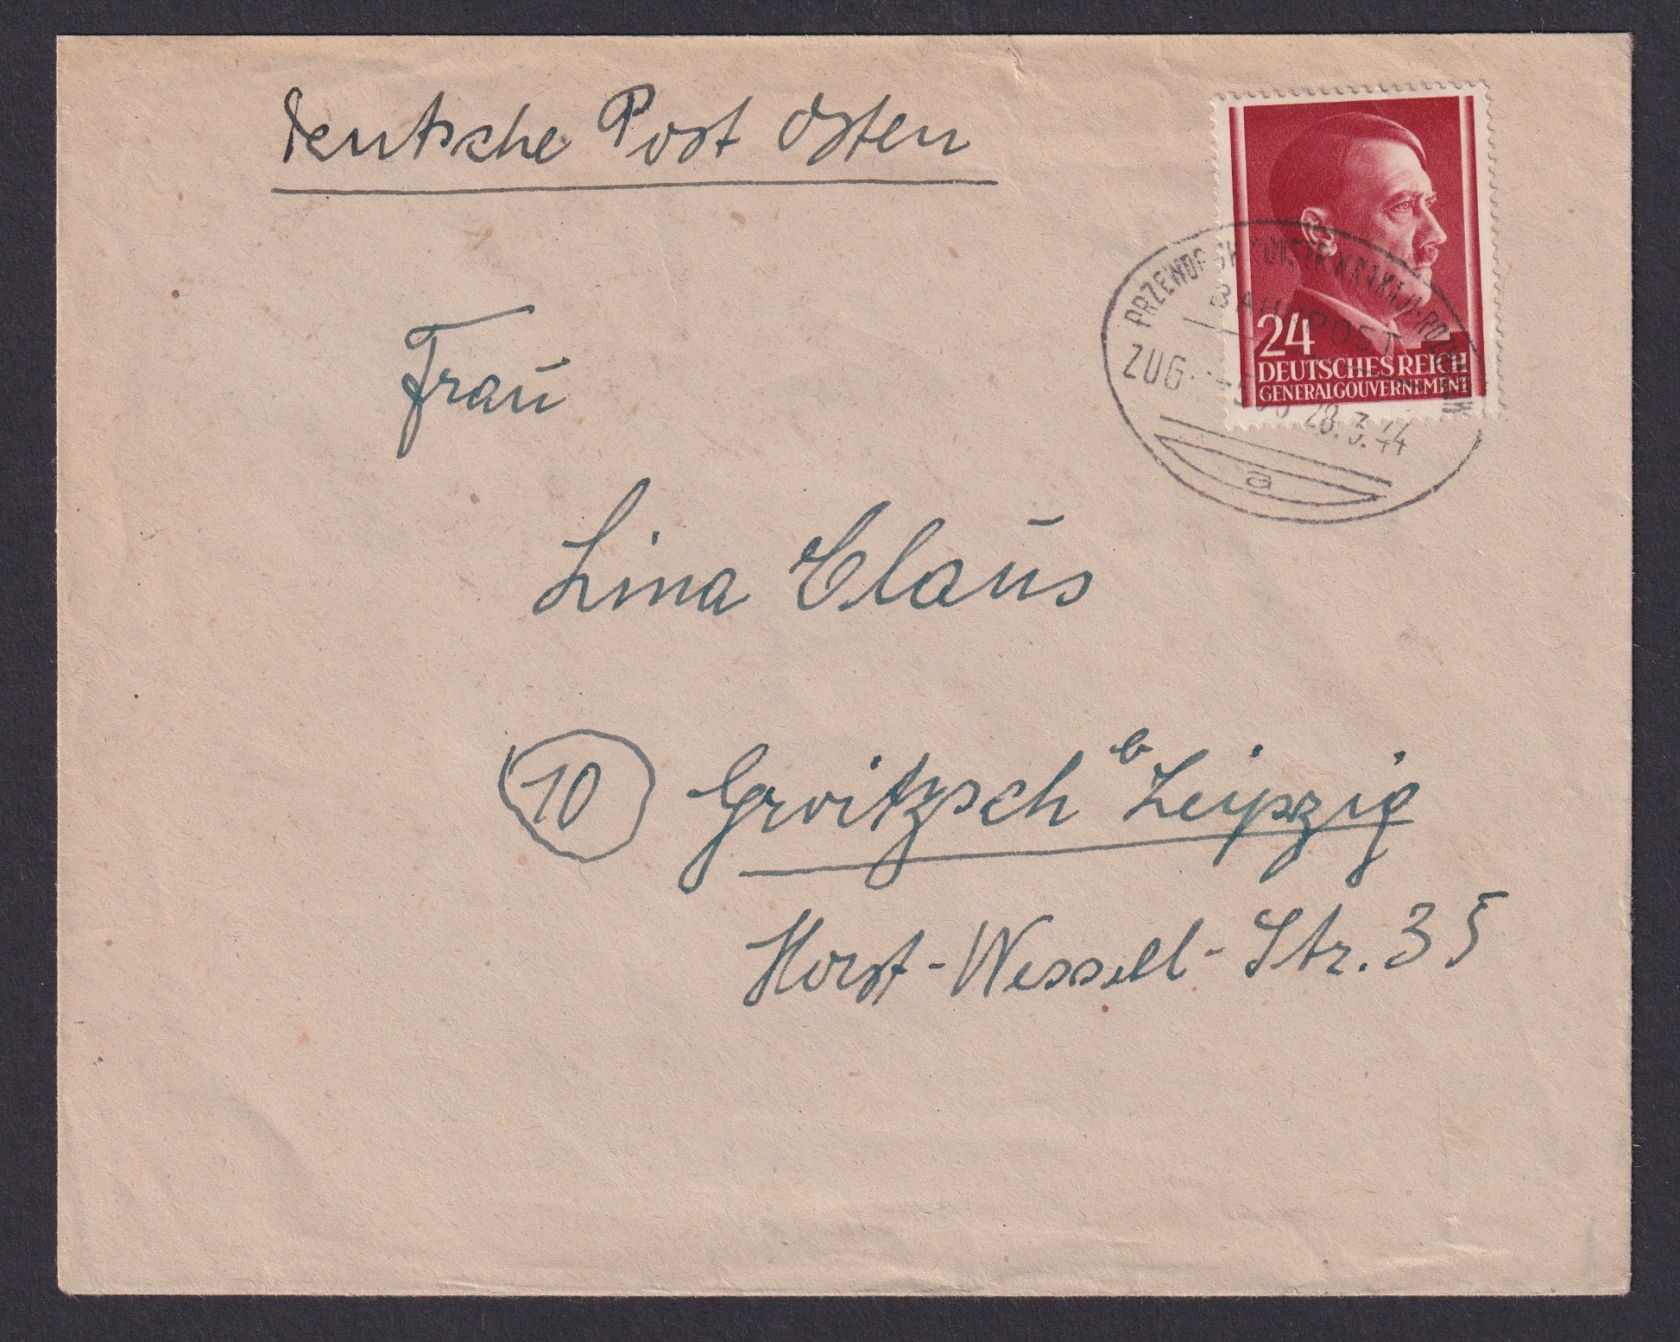 Deutsche Post Osten
24
DEUTSCHES REICH
GENERALGOUVERNEMENT
BAHNPOST
ZUG 28.3.44
a
Frau
Lina Claus
10 Groitzsch b Leipzig
Horst-Wessell-Str. 35